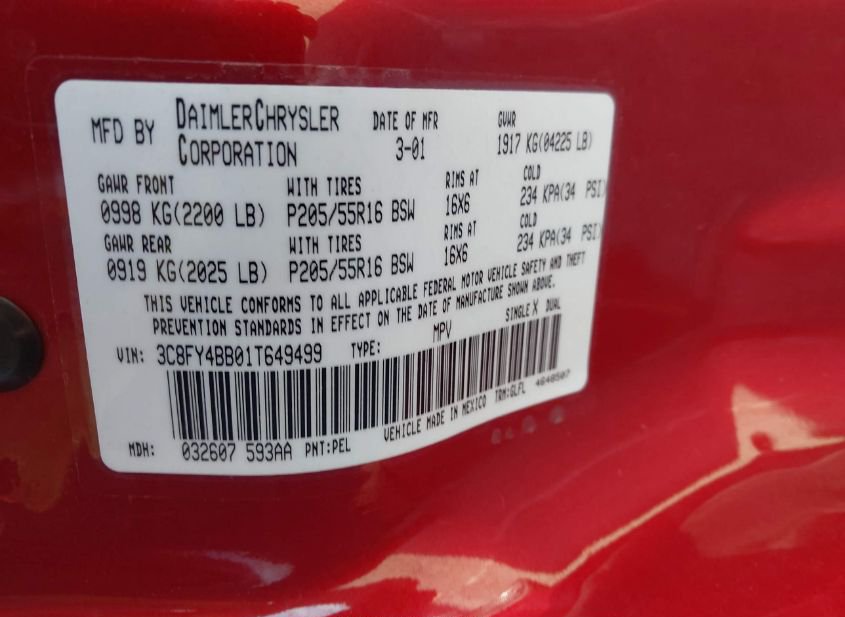 MFD BY DAIMLERCHRYSLER CORPORATION DATE OF MFR 3-01 GVWR 1917 KG(04225 LB)
GAWR FRONT WITH TIRES RIMS AT COLD
0998 KG(2200 LB) P205/55R16 BSW 16X6 234 KPA(34 PSI)
GAWR REAR WITH TIRES RIMS AT COLD
0919 KG(2025 LB) P205/55R16 BSW 16X6 234 KPA(34 PSI)
THIS VEHICLE CONFORMS TO ALL APPLICABLE FEDERAL MOTOR VEHICLE SAFETY AND THEFT
PREVENTION STANDARDS IN EFFECT ON THE DATE OF MANUFACTURE SHOWN ABOVE.
VIN: 3C8FY4BB01T649499 TYPE: MPV SINGLE X DUAL
VEHICLE MADE IN MEXICO TRM:GLFL 4648507
MDH: 032607 593AA PNT:PEL